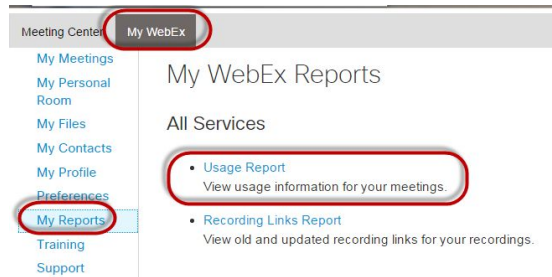 Meeting Center My WebEx
My Meetings
My Personal
Room
My Files
My Contacts
My Profile
Preferences
My Reports
Training
Support
My WebEx Reports
All Services
• Usage Report
View usage information for your meetings.
• Recording Links Report
View old and updated recording links for your recordings.